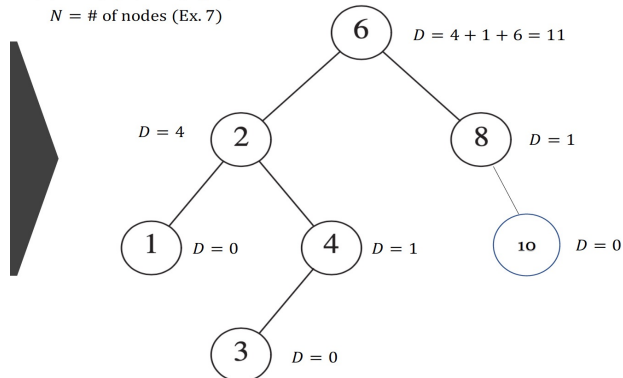 N = # of nodes (Ex. 7)
6
D = 4 + 1 + 6 = 11
D = 4
2
8
D = 1
1
D = 0
4
D = 1
10
D = 0
3
D = 0